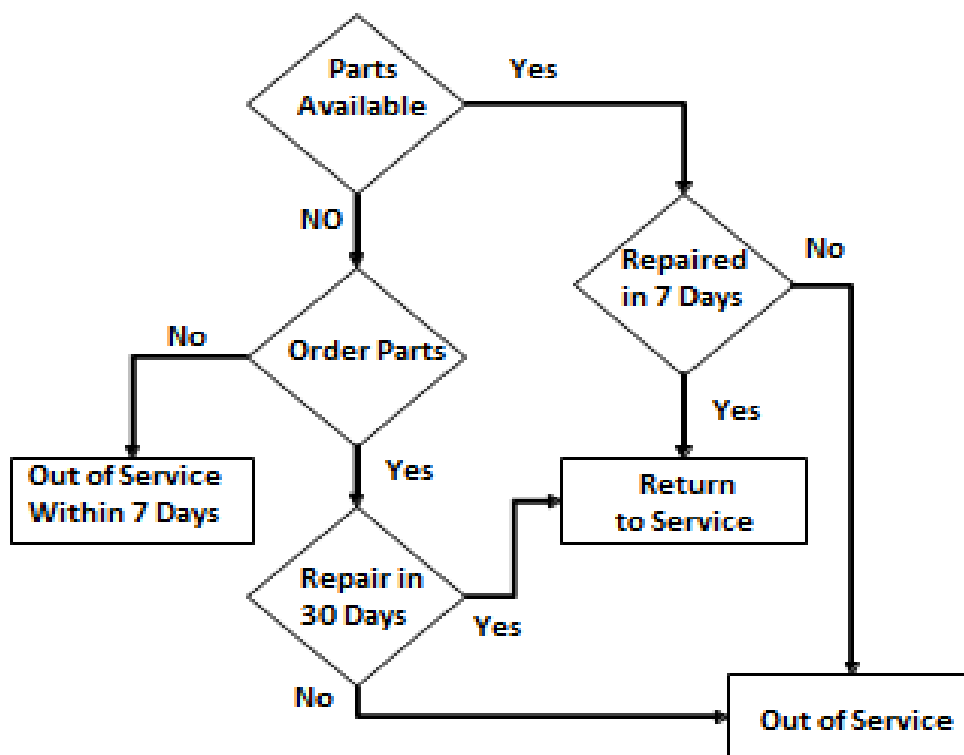 Parts
Available
Yes
NO
Repaired
in 7 Days
No
No
Order Parts
Yes
Out of Service
Within 7 Days
Yes
Return
to Service
Repair in
30 Days
Yes
No
Out of Service